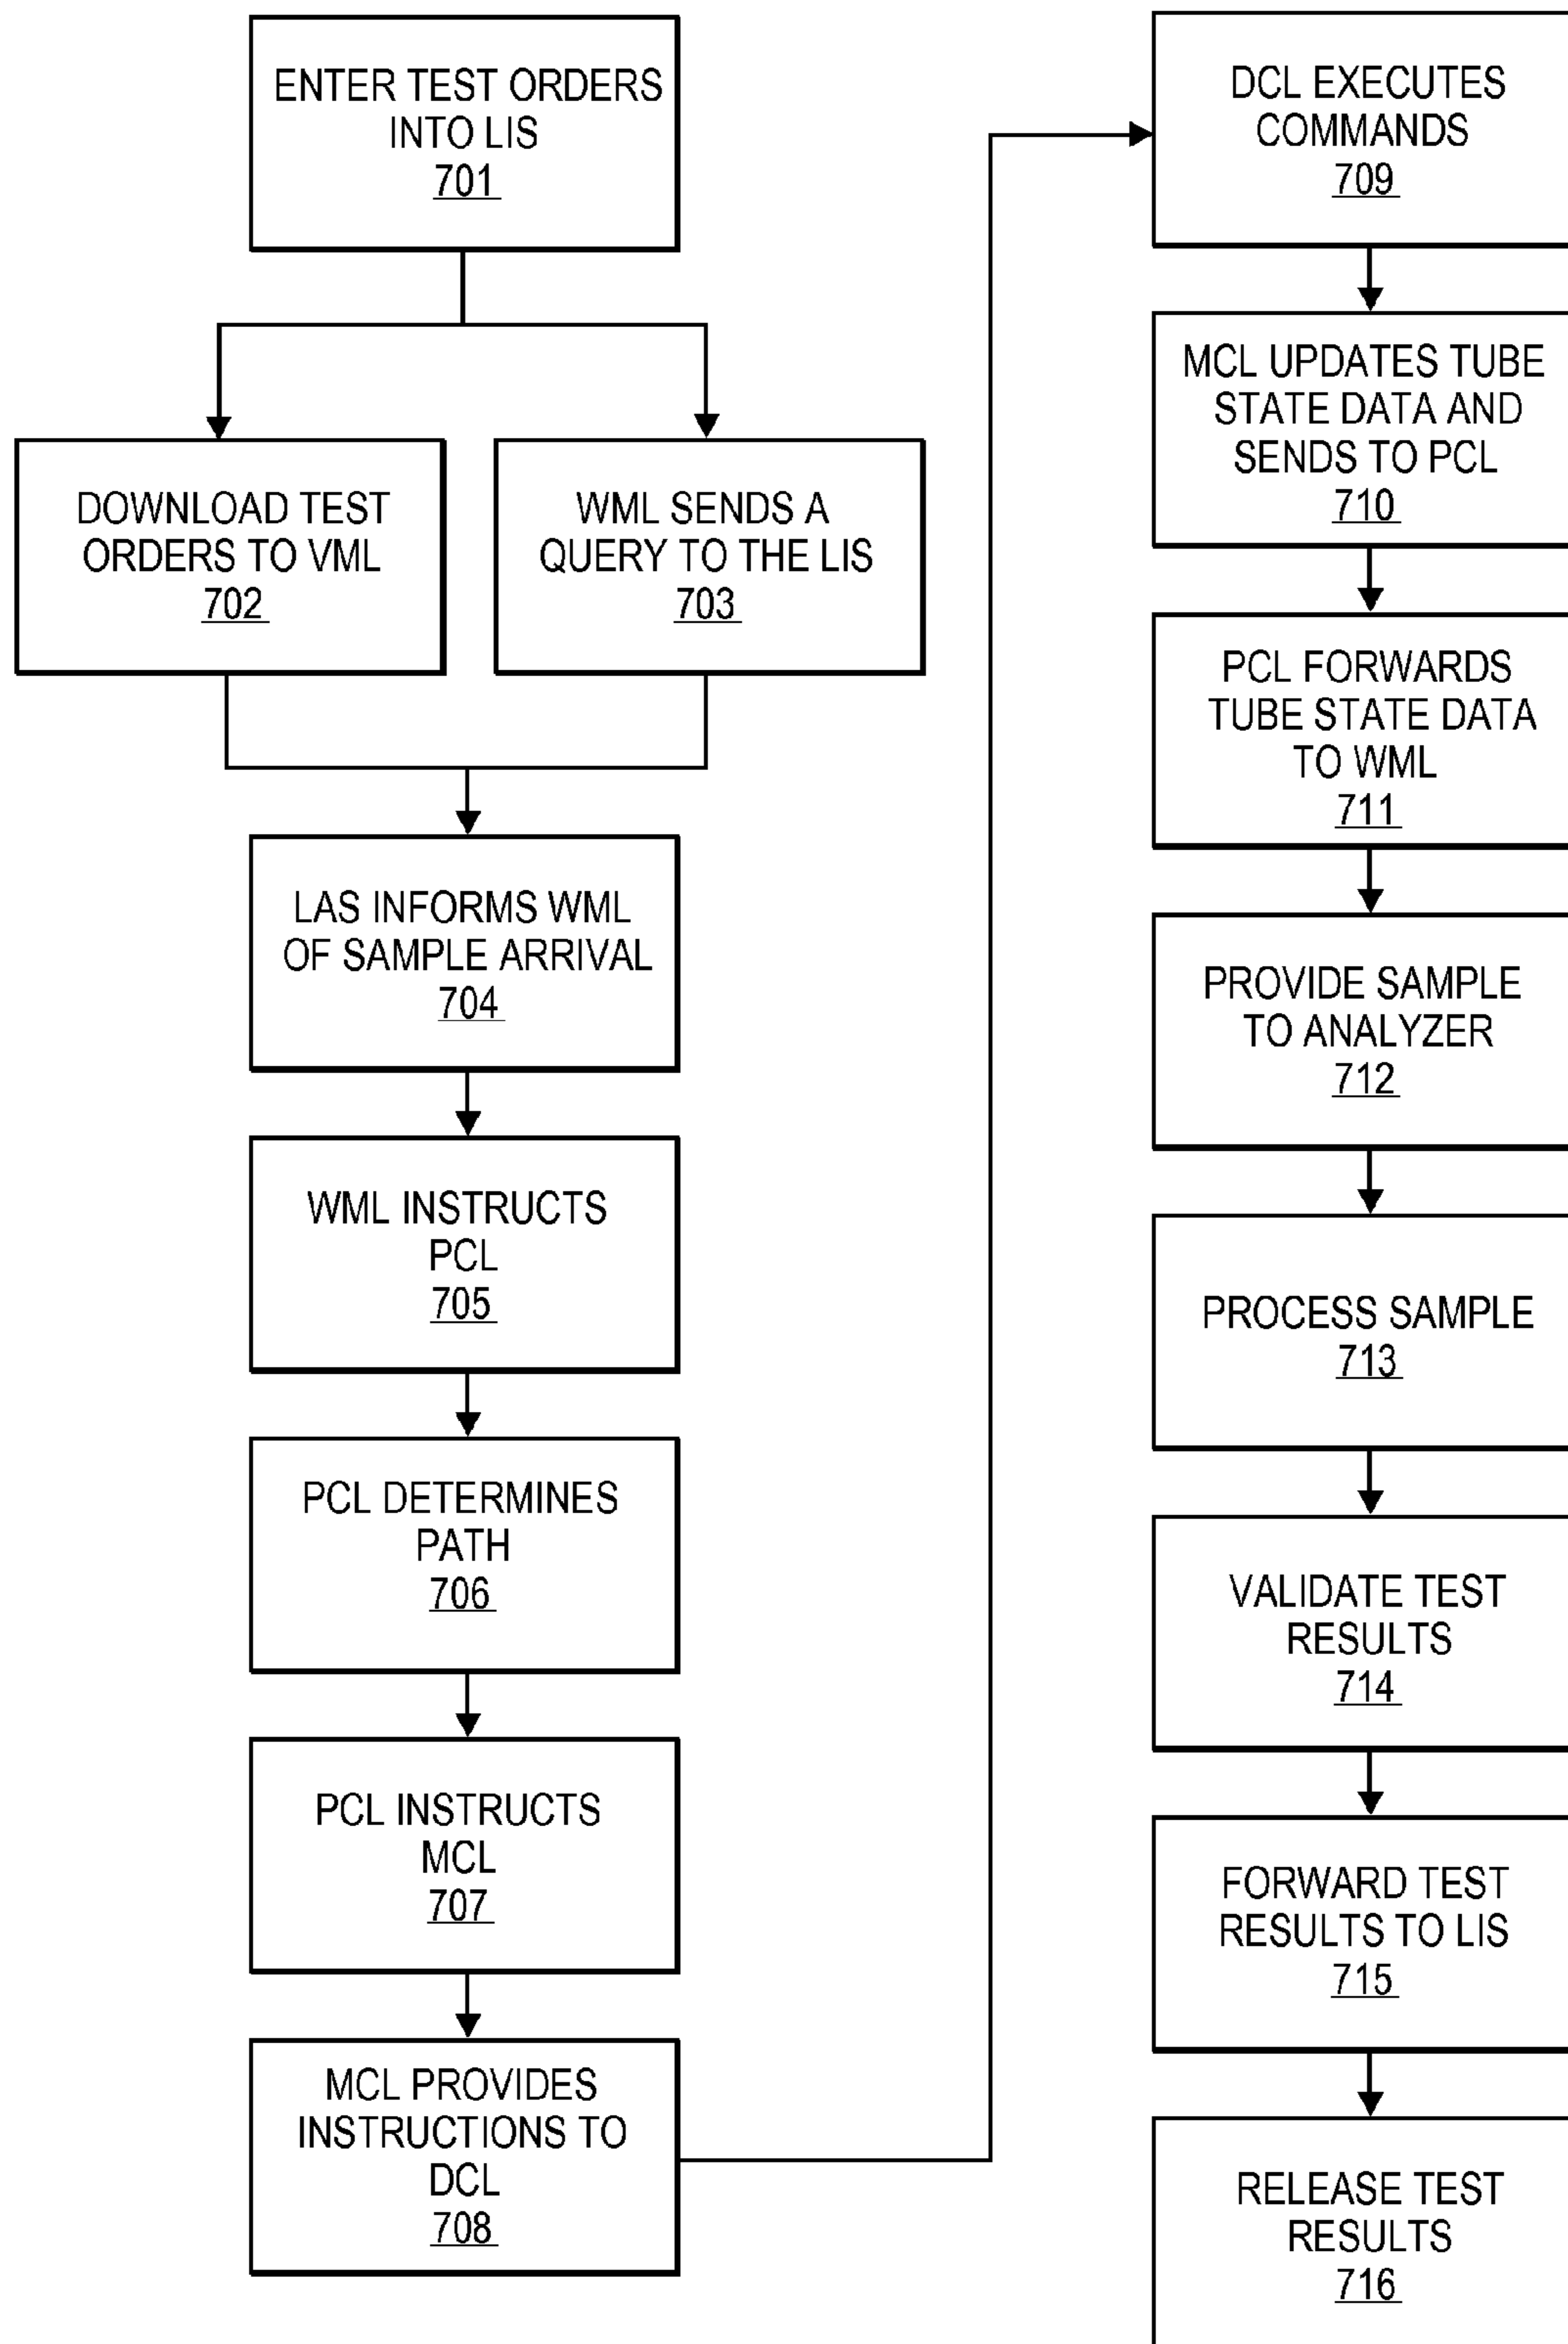 ENTER TEST ORDERS
INTO LIS
701
DOWNLOAD TEST
ORDERS TO VML
702
WML SENDS A
QUERY TO THE LIS
703
LAS INFORMS WML
OF SAMPLE ARRIVAL
704
WML INSTRUCTS
PCL
705
PCL DETERMINES
PATH
706
PCL INSTRUCTS
MCL
707
MCL PROVIDES
INSTRUCTIONS TO
DCL
708
DCL EXECUTES
COMMANDS
709
MCL UPDATES TUBE
STATE DATA AND
SENDS TO PCL
710
PCL FORWARDS
TUBE STATE DATA
TO WML
711
PROVIDE SAMPLE
TO ANALYZER
712
PROCESS SAMPLE
713
VALIDATE TEST
RESULTS
714
FORWARD TEST
RESULTS TO LIS
715
RELEASE TEST
RESULTS
716